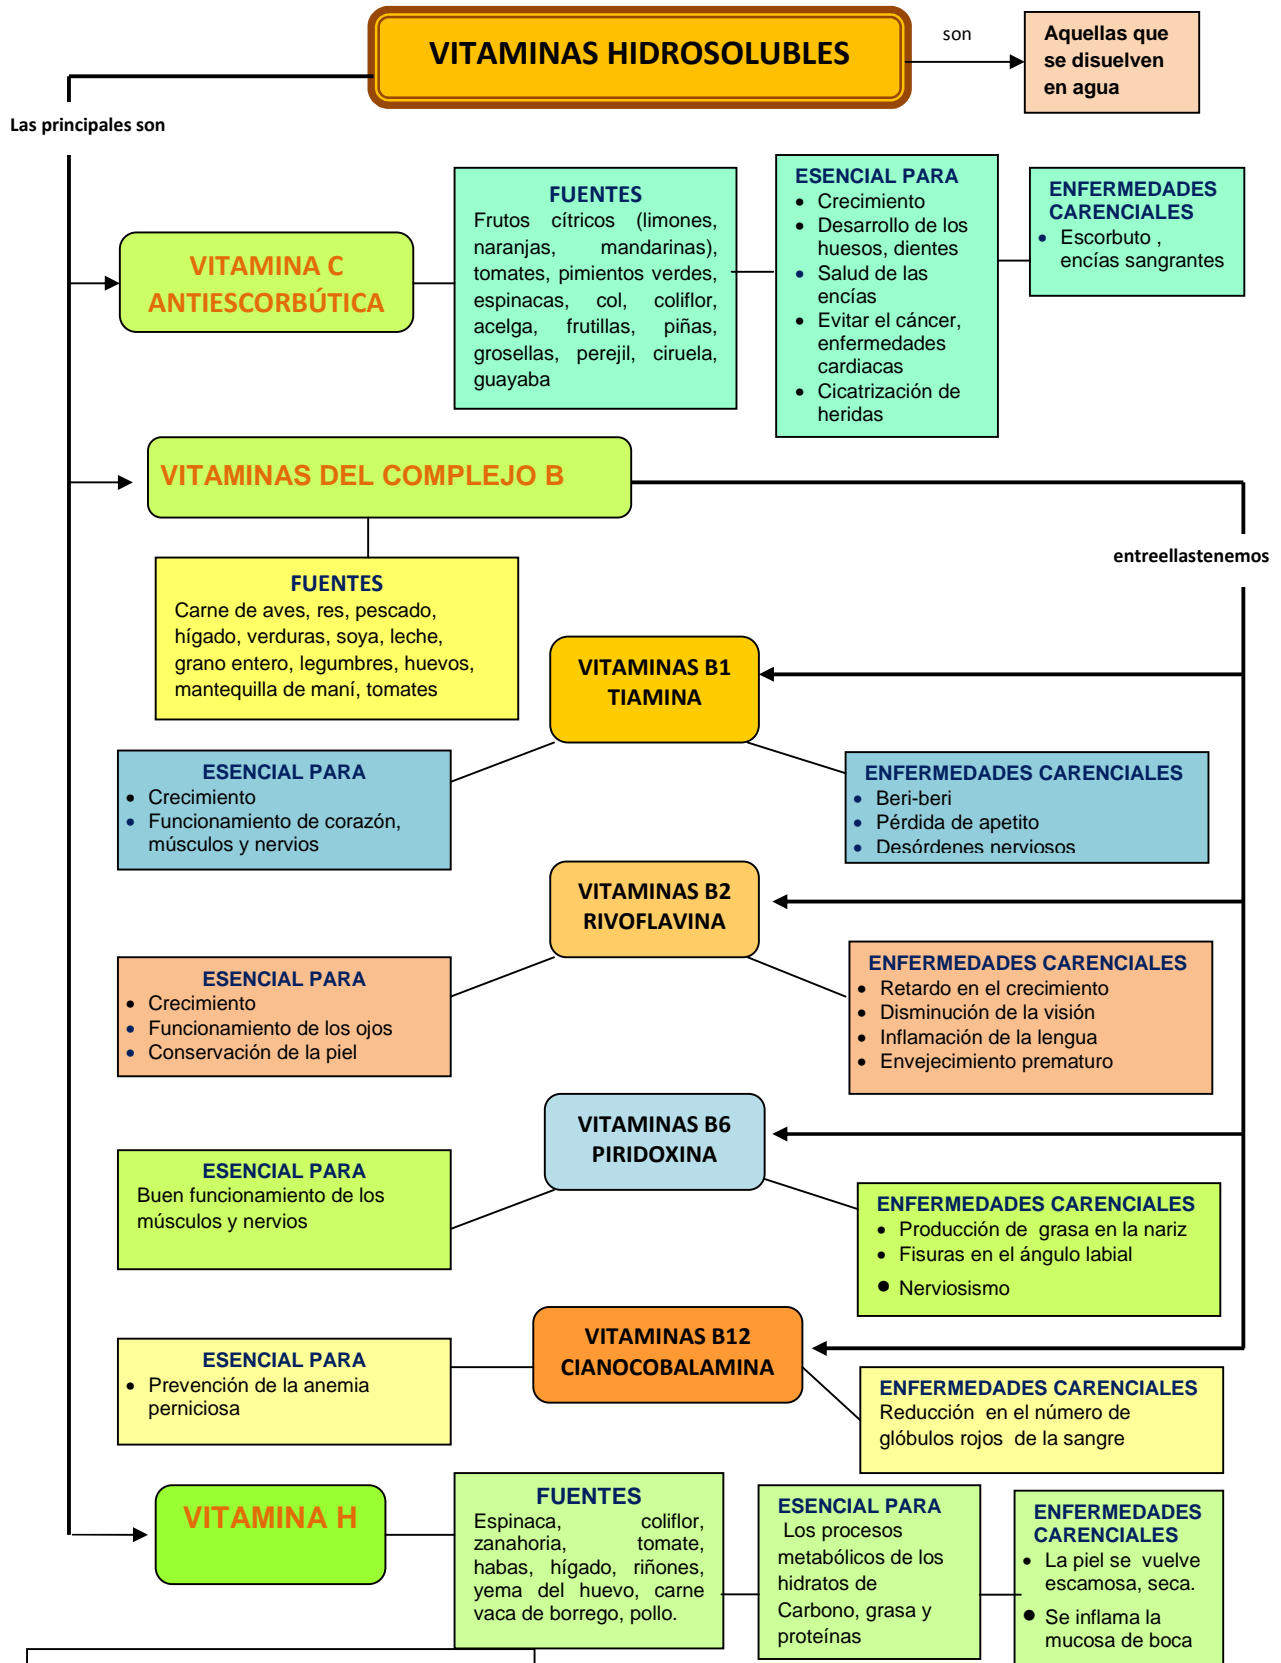 VITAMINAS HIDROSOLUBLES
son
Aquellas que
se disuelven
en agua
Las principales son
VITAMINA C
ANTIESCORBÚTICA
FUENTES
Frutos cítricos (limones,
naranjas, mandarinas),
tomates, pimientos verdes,
espinacas, col, coliflor,
acelga, frutillas, piñas,
grosellas, perejil, ciruela,
guayaba
ESENCIAL PARA
• Crecimiento
• Desarrollo de los
huesos, dientes
• Salud de las
encías
• Evitar el cáncer,
enfermedades
cardiacas
• Cicatrización de
heridas
ENFERMEDADES
CARENCIALES
• Escorbuto ,
encías sangrantes
VITAMINAS DEL COMPLEJO B
entreellastenemos
FUENTES
Carne de aves, res, pescado,
hígado, verduras, soya, leche,
grano entero, legumbres, huevos,
mantequilla de maní, tomates
VITAMINAS B1
TIAMINA
ESENCIAL PARA
• Crecimiento
• Funcionamiento de corazón,
músculos y nervios
ENFERMEDADES CARENCIALES
• Beri-beri
• Pérdida de apetito
• Desórdenes nerviosos
VITAMINAS B2
RIVOFLAVINA
ESENCIAL PARA
• Crecimiento
• Funcionamiento de los ojos
• Conservación de la piel
ENFERMEDADES CARENCIALES
• Retardo en el crecimiento
• Disminución de la visión
• Inflamación de la lengua
• Envejecimiento prematuro
VITAMINAS B6
PIRIDOXINA
ESENCIAL PARA
Buen funcionamiento de los
músculos y nervios
ENFERMEDADES CARENCIALES
• Producción de grasa en la nariz
• Fisuras en el ángulo labial
• Nerviosismo
VITAMINAS B12
CIANOCOBALAMINA
ESENCIAL PARA
• Prevención de la anemia
perniciosa
ENFERMEDADES CARENCIALES
Reducción en el número de
glóbulos rojos de la sangre
VITAMINA H
FUENTES
Espinaca, coliflor,
zanahoria, tomate,
habas, hígado, riñones,
yema del huevo, carne
vaca de borrego, pollo.
ESENCIAL PARA
Los procesos
metabólicos de los
hidratos de
Carbono, grasa y
proteínas
ENFERMEDADES
CARENCIALES
• La piel se vuelve
escamosa, seca.
• Se inflama la
mucosa de boca